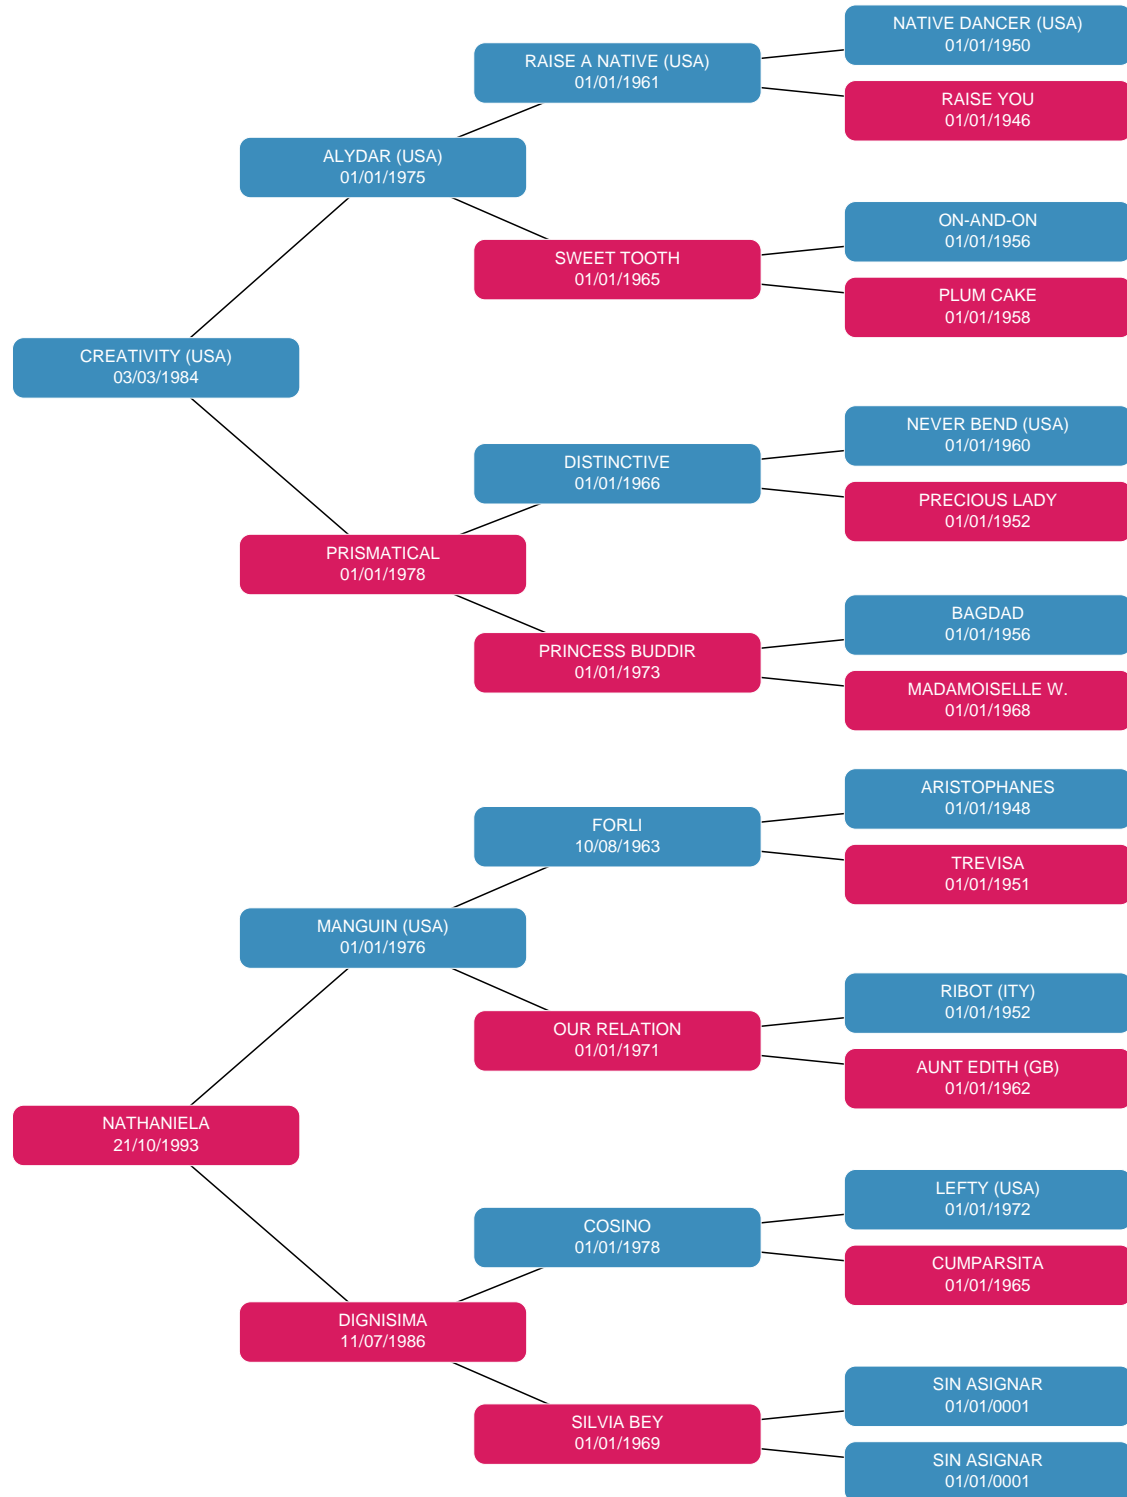 NATIVE DANCER (USA)
01/01/1950
RAISE A NATIVE (USA)
01/01/1961
RAISE YOU
01/01/1946
ALYDAR (USA)
01/01/1975
ON-AND-ON
01/01/1956
SWEET TOOTH
01/01/1965
PLUM CAKE
01/01/1958
CREATIVITY (USA)
03/03/1984
NEVER BEND (USA)
01/01/1960
DISTINCTIVE
01/01/1966
PRECIOUS LADY
01/01/1952
PRISMATICAL
01/01/1978
BAGDAD
01/01/1956
PRINCESS BUDDIR
01/01/1973
MADAMOISELLE W.
01/01/1968
ARISTOPHANES
01/01/1948
FORLI
10/08/1963
TREVISA
01/01/1951
MANGUIN (USA)
01/01/1976
RIBOT (ITY)
01/01/1952
OUR RELATION
01/01/1971
AUNT EDITH (GB)
01/01/1962
NATHANIELA
21/10/1993
LEFTY (USA)
01/01/1972
COSINO
01/01/1978
CUMPARSITA
01/01/1965
DIGNISIMA
11/07/1986
SIN ASIGNAR
01/01/0001
SILVIA BEY
01/01/1969
SIN ASIGNAR
01/01/0001